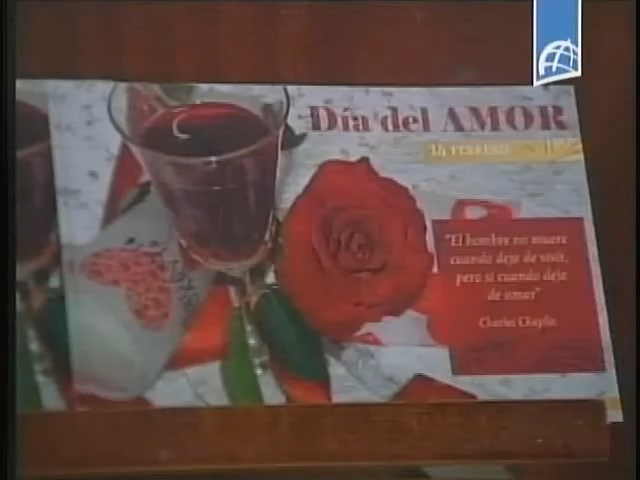 Día del AMOR
14 FEBRERO
"El hombre no muere
cuando deja de vivir,
pero si cuando deja
de amar"
Charles Chaplin